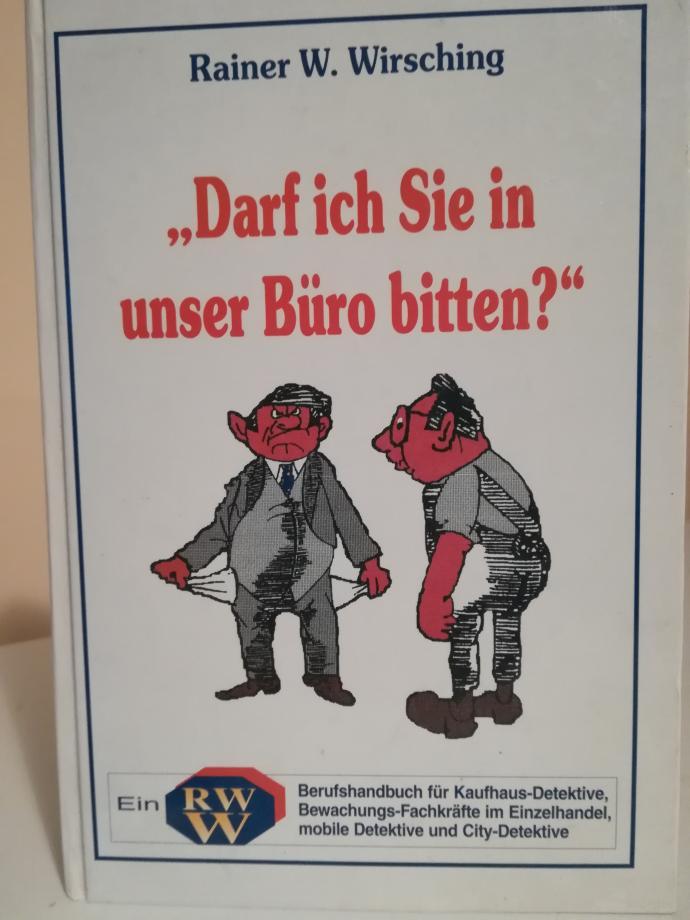 Rainer W. Wirsching
„Darf ich Sie in
unser Büro bitten?“
Ein
RW
W
Berufshandbuch für Kaufhaus-Detektive,
Bewachungs-Fachkräfte im Einzelhandel,
mobile Detektive und City-Detektive